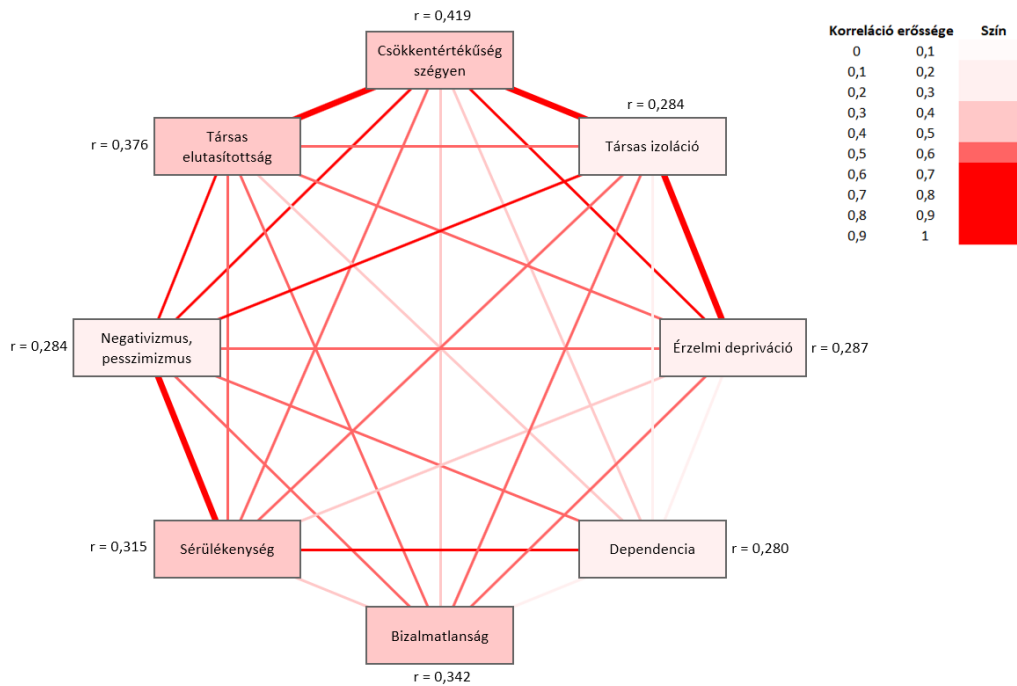 r = 0,419
Korreláció erőssége Szín
Csökkentértékűség
szégyen
0 0,1
0,1 0,2
0,2 0,3
0,3 0,4
0,4 0,5
0,5 0,6
0,6 0,7
0,7 0,8
0,8 0,9
0,9 1
r = 0,284
Társas izoláció
r = 0,376
Társas
elutasítottság
r = 0,284
Negativizmus,
pesszimizmus
Érzelmi depriváció
r = 0,287
r = 0,315
Sérülékenység
Dependencia
r = 0,280
Bizalmatlanság
r = 0,342